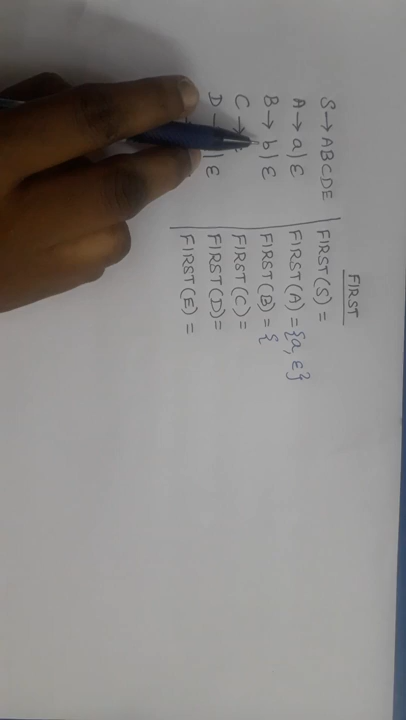 FIRST
S → ABCDE FIRST(S) =
A → a|ε FIRST(A) = {a, ε}
B → b|ε FIRST(B) = {
C → FIRST(C) =
D |ε FIRST(D) =
FIRST(E) =